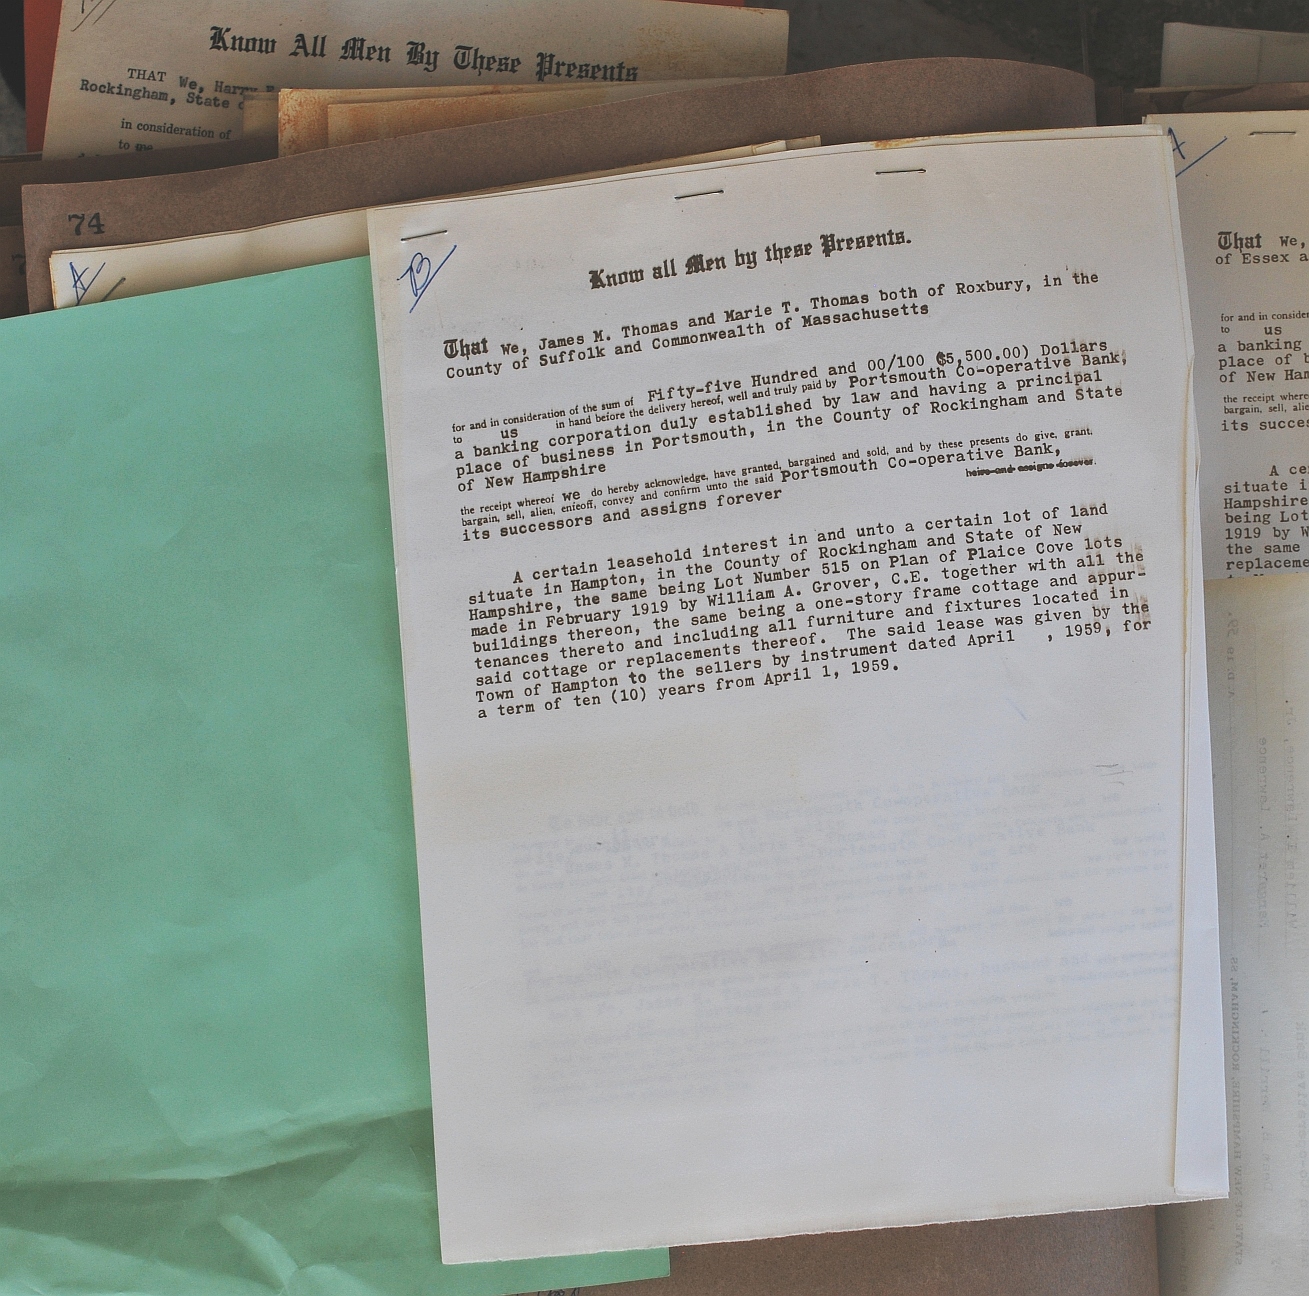 Know All Men By These Presents
THAT We, Harry
Rockingham, State
in consideration of
to me
74
A
B
Know all Men by these Presents.
That We, James M. Thomas and Marie T. Thomas both of Roxbury, in the
County of Suffolk and Commonwealth of Massachusetts
for and in consideration of the sum of Fifty-five Hundred and 00/100 $5,500.00) Dollars
to us in hand before the delivery hereof, well and truly paid by Portsmouth Co-operative Bank,
a banking corporation duly established by law and having a principal
place of business in Portsmouth, in the County of Rockingham and State
of New Hampshire
the receipt whereof we do hereby acknowledge, have granted, bargained and sold, and by these presents do give, grant,
bargain, sell, alien, enfeoff, convey and confirm unto the said Portsmouth Co-operative Bank,
its successors and assigns forever heirs and assigns forever.
A certain leasehold interest in and unto a certain lot of land
situate in Hampton, in the County of Rockingham and State of New
Hampshire, the same being Lot Number 515 on Plan of Plaice Cove lots
made in February 1919 by William A. Grover, C.E. together with all the
buildings thereon, the same being a one-story frame cottage and appur-
tenances thereto and including all furniture and fixtures located in
said cottage or replacements thereof. The said lease was given by the
Town of Hampton to the sellers by instrument dated April , 1959, for
a term of ten (10) years from April 1, 1959.
A
That We,
of Essex a
for and in consider
to us
a banking
place of b
of New Ham
the receipt where
bargain, sell, alie
its succes
A ce
situate i
Hampshire
being Lot
1919 by W
the same
replaceme